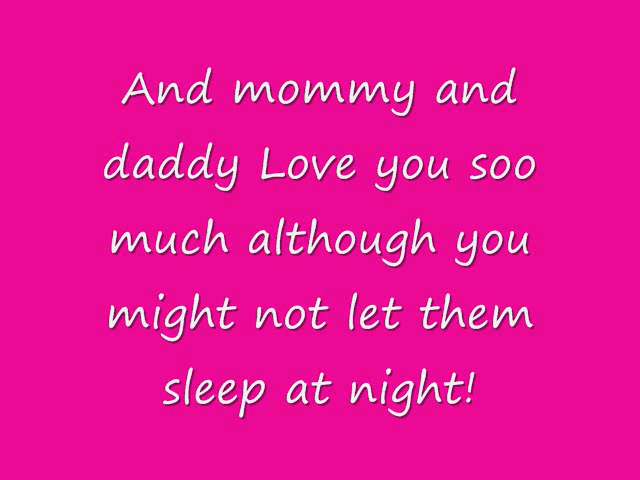 And mommy and
daddy Love you soo
much although you
might not let them
sleep at night!